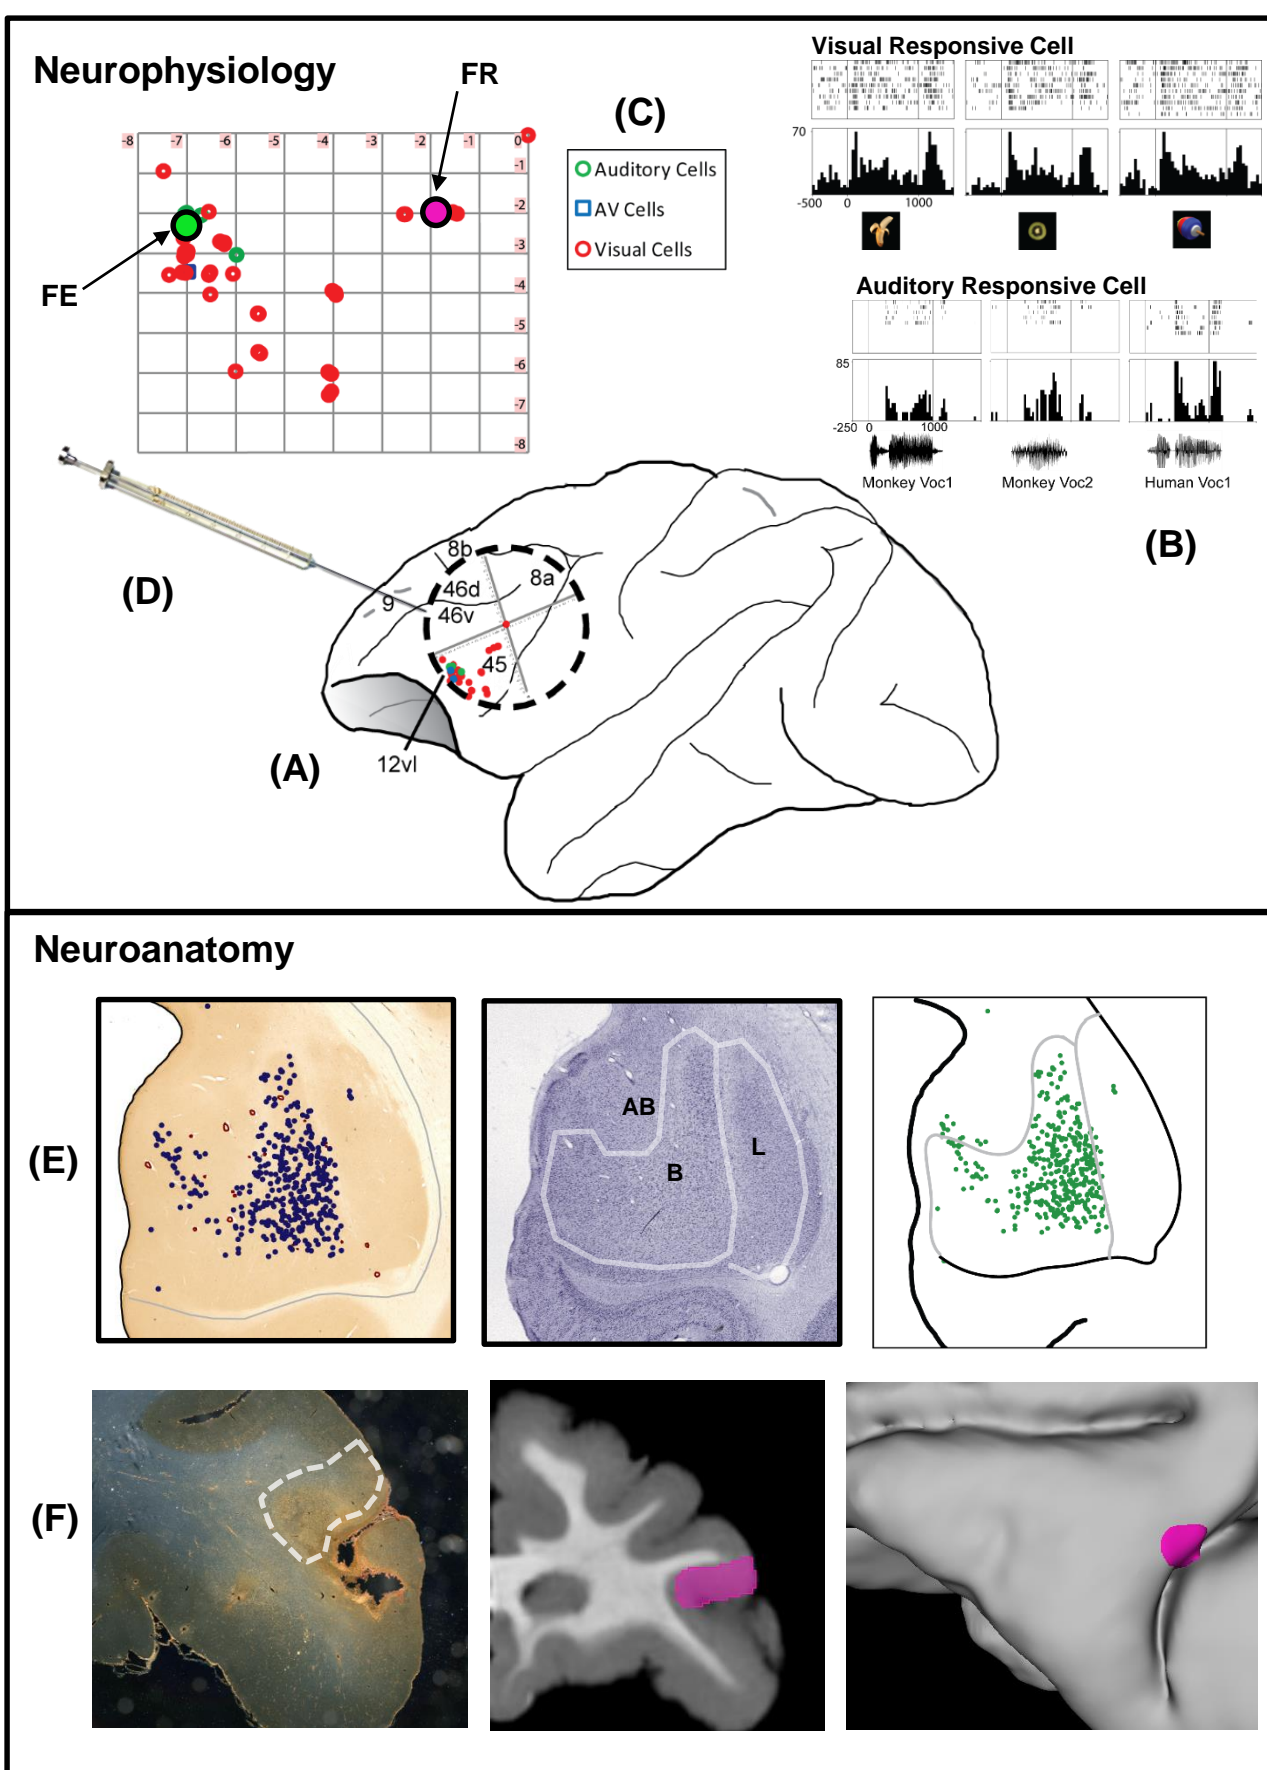 Neurophysiology
FR
FE
(C)
-8 -7 -6 -5 -4 -3 -2 -1 0
-1
-2
-3
-4
-5
-6
-7
-8
Auditory Cells
AV Cells
Visual Cells
Visual Responsive Cell
70
-500 0 1000
Auditory Responsive Cell
85
-250 0 1000
Monkey Voc1 Monkey Voc2 Human Voc1
(B)
(D)
8b
8a
46d
9
46v
45
(A)
12vl
Neuroanatomy
(E)
AB
L
B
(F)